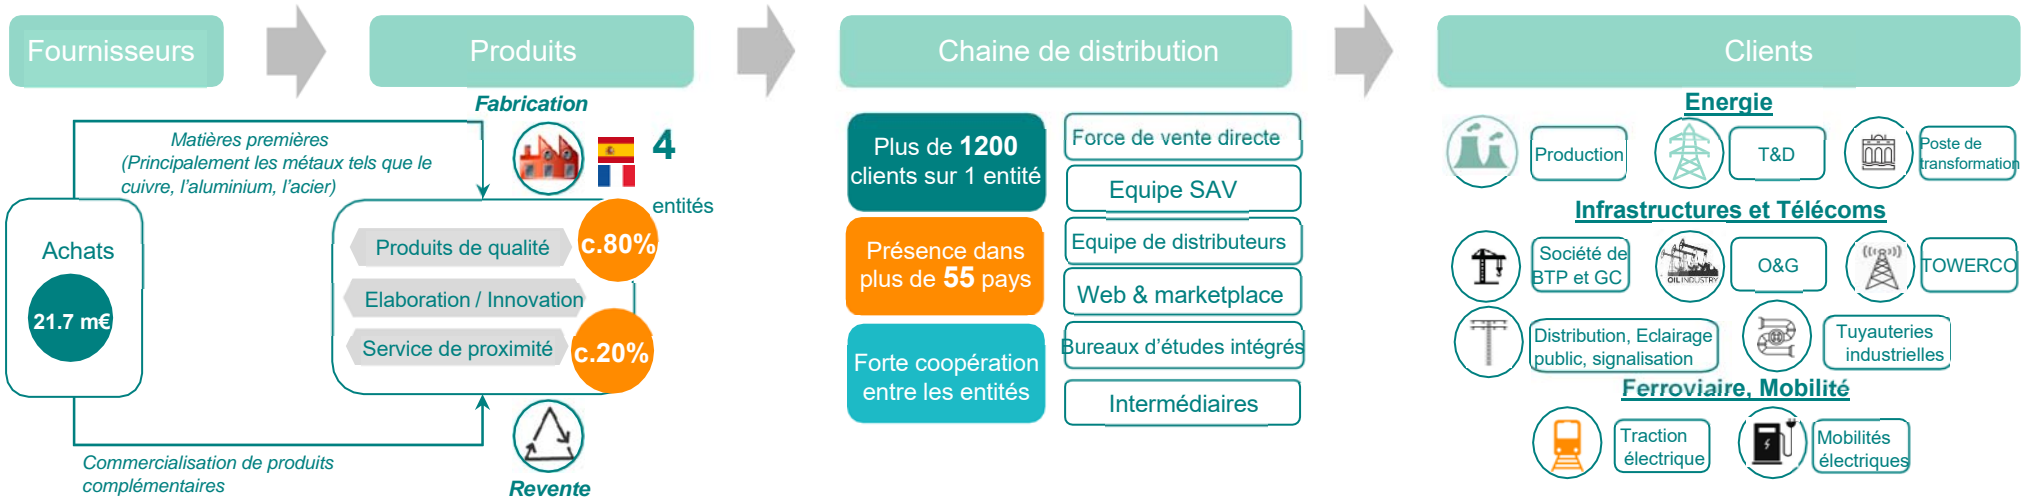 Fournisseurs
Produits
Chaine de distribution
Clients
Matières premières
(Principalement les métaux tels que le
cuivre, l'aluminium, l'acier)
Achats
21.7 m€
Commercialisation de produits
complémentaires
Fabrication
4
entités
Produits de qualité
c.80%
Elaboration / Innovation
Service de proximité
c.20%
Revente
Plus de 1200
clients sur 1 entité
Présence dans
plus de 55 pays
Forte coopération
entre les entités
Force de vente directe
Equipe SAV
Equipe de distributeurs
Web & marketplace
Bureaux d'études intégrés
Intermédiaires
Energie
Production
T&D
Poste de
transformation
Infrastructures et Télécoms
Société de
BTP et GC
OIL INDUSTRY
O&G
TOWERCO
Distribution, Eclairage
public, signalisation
Tuyauteries
industrielles
Ferroviaire, Mobilité
Traction
électrique
Mobilités
électriques